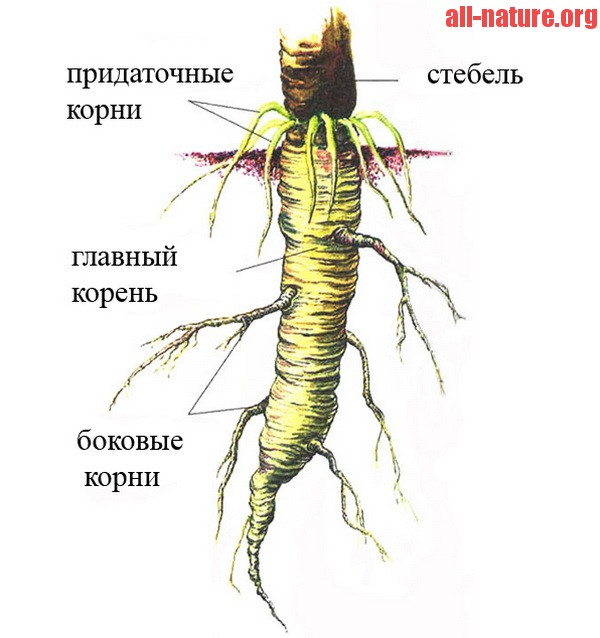 all-nature.org
придаточные
корни
стебель
главный
корень
боковые
корни